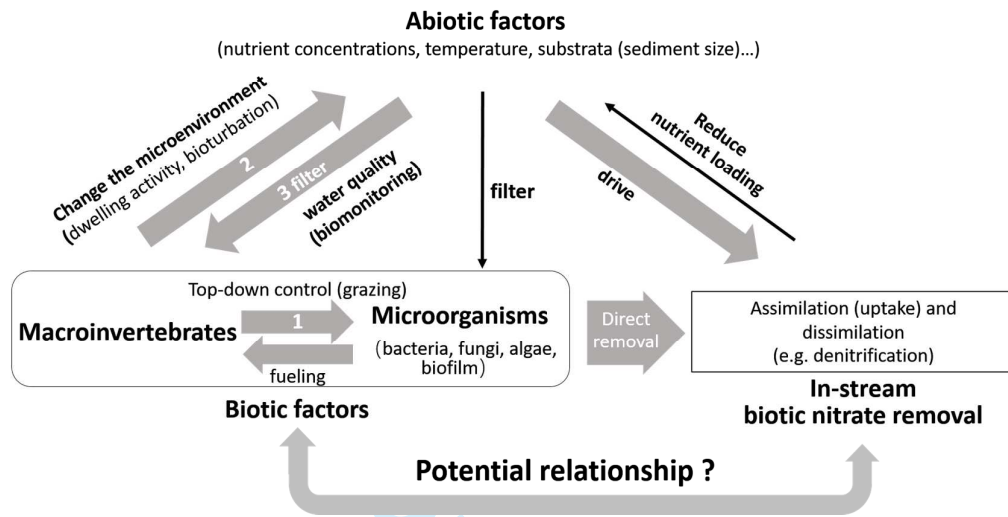 Abiotic factors
(nutrient concentrations, temperature, substrata (sediment size)…)
Change the microenvironment
(dwelling activity, bioturbation)
2
3 filter
water quality
(biomonitoring)
filter
drive
Reduce
nutrient loading
Top-down control (grazing)
Macroinvertebrates
1
Microorganisms
(bacteria, fungi, algae,
biofilm)
fueling
Biotic factors
Direct
removal
Assimilation (uptake) and
dissimilation
(e.g. denitrification)
In-stream
biotic nitrate removal
Potential relationship ?